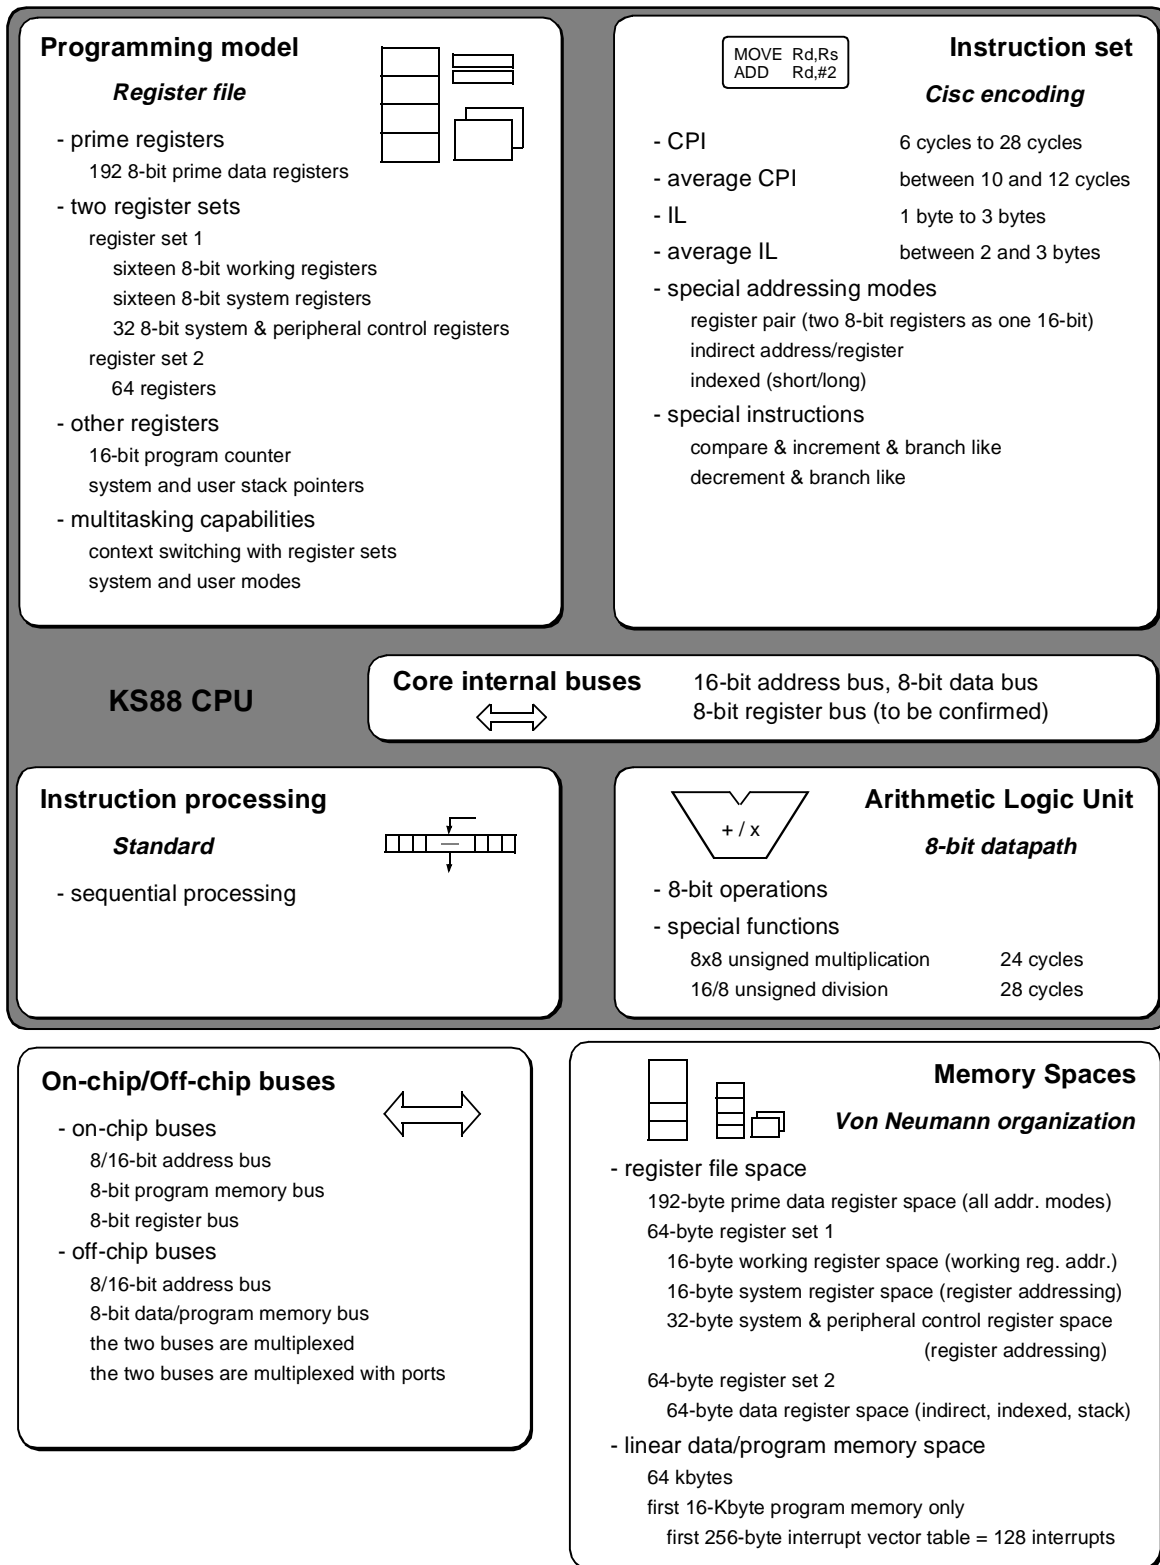 Programming model
Register file
- prime registers
192 8-bit prime data registers
- two register sets
register set 1
sixteen 8-bit working registers
sixteen 8-bit system registers
32 8-bit system & peripheral control registers
register set 2
64 registers
- other registers
16-bit program counter
system and user stack pointers
- multitasking capabilities
context switching with register sets
system and user modes
MOVE Rd,Rs
ADD Rd,#2
Instruction set
Cisc encoding
- CPI 6 cycles to 28 cycles
- average CPI between 10 and 12 cycles
- IL 1 byte to 3 bytes
- average IL between 2 and 3 bytes
- special addressing modes
register pair (two 8-bit registers as one 16-bit)
indirect address/register
indexed (short/long)
- special instructions
compare & increment & branch like
decrement & branch like
KS88 CPU
Core internal buses
16-bit address bus, 8-bit data bus
8-bit register bus (to be confirmed)
Instruction processing
Standard
- sequential processing
+ / x
Arithmetic Logic Unit
8-bit datapath
- 8-bit operations
- special functions
8x8 unsigned multiplication 24 cycles
16/8 unsigned division 28 cycles
On-chip/Off-chip buses
- on-chip buses
8/16-bit address bus
8-bit program memory bus
8-bit register bus
- off-chip buses
8/16-bit address bus
8-bit data/program memory bus
the two buses are multiplexed
the two buses are multiplexed with ports
Memory Spaces
Von Neumann organization
- register file space
192-byte prime data register space (all addr. modes)
64-byte register set 1
16-byte working register space (working reg. addr.)
16-byte system register space (register addressing)
32-byte system & peripheral control register space
(register addressing)
64-byte register set 2
64-byte data register space (indirect, indexed, stack)
- linear data/program memory space
64 kbytes
first 16-Kbyte program memory only
first 256-byte interrupt vector table = 128 interrupts